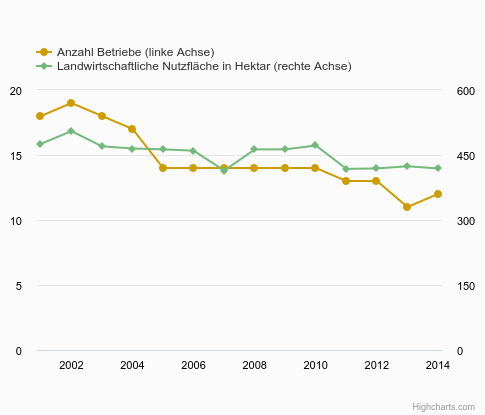 Anzahl Betriebe (linke Achse)
Landwirtschaftliche Nutzfläche in Hektar (rechte Achse)
20 600
15 450
10 300
5 150
0 0
2002 2004 2006 2008 2010 2012 2014
Highcharts.com